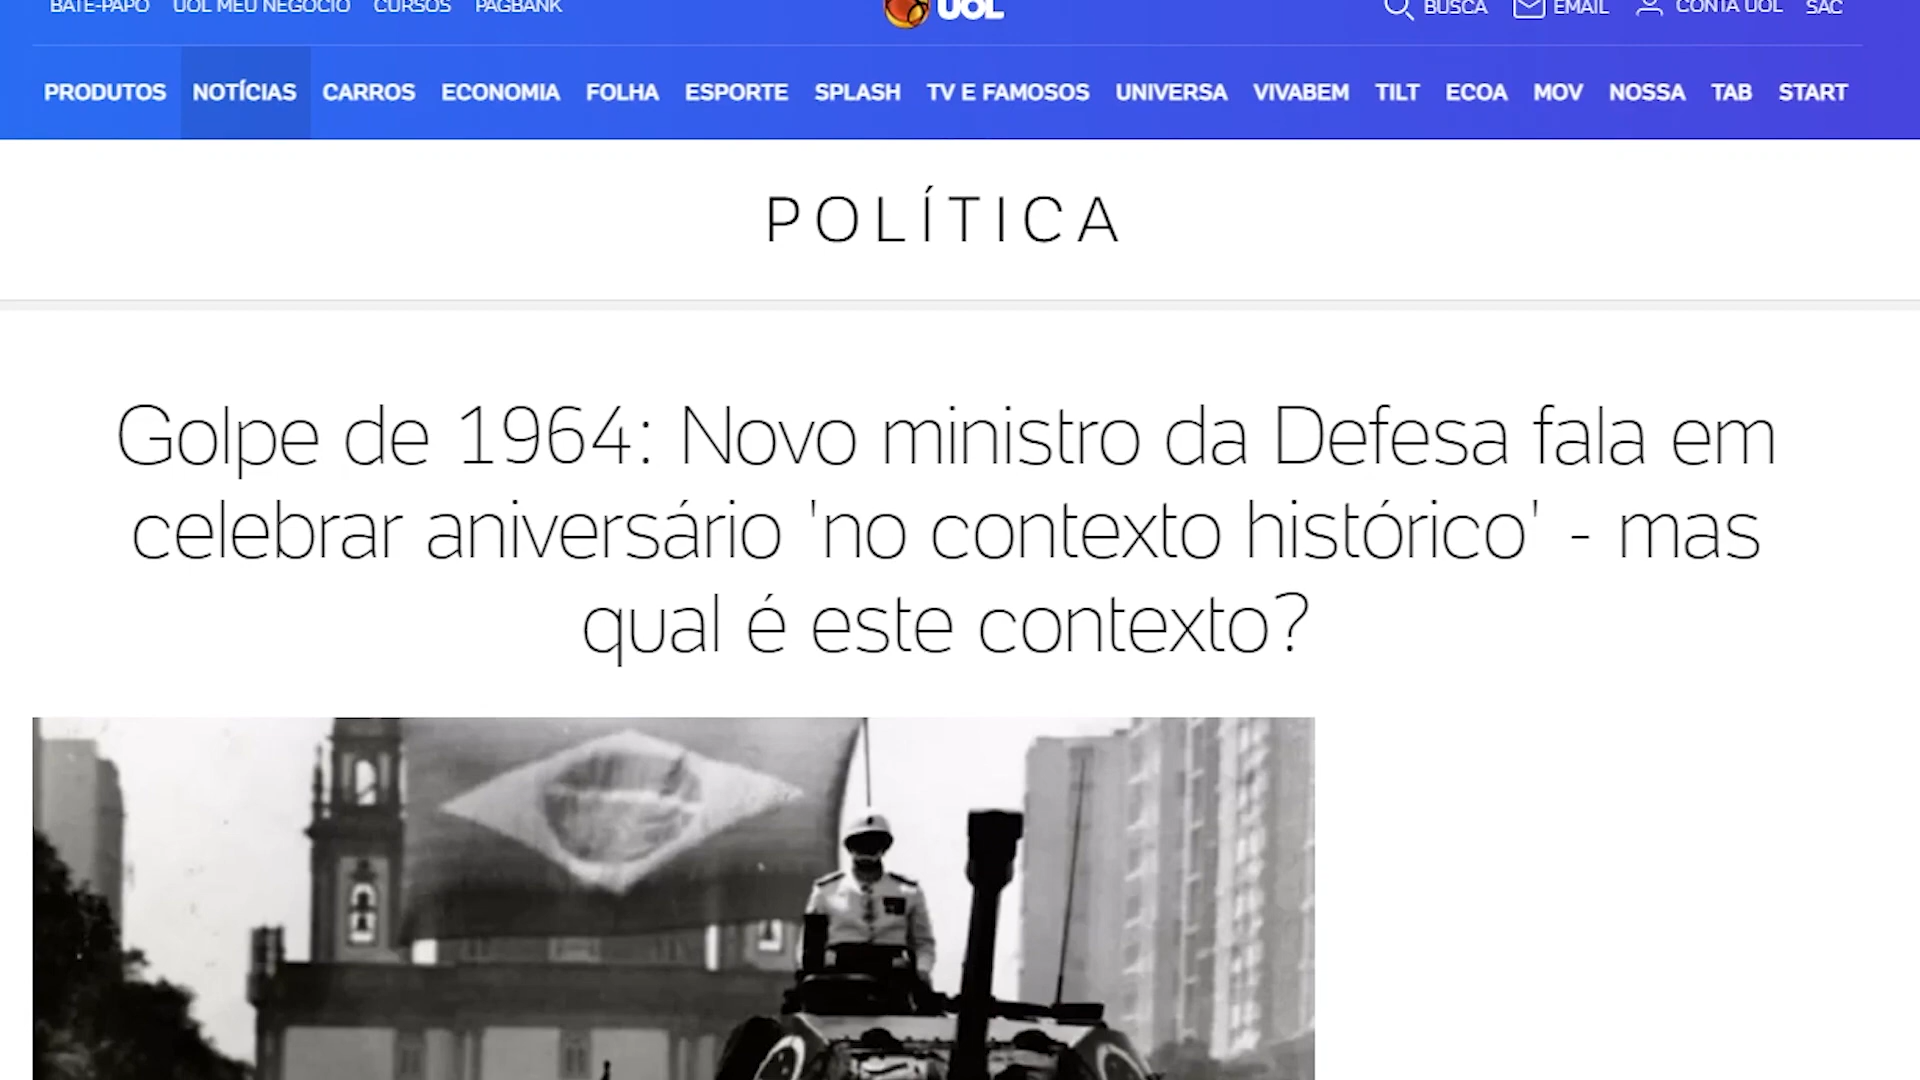 BATE-PAPO UOL MEU NEGÓCIO CURSOS PAGBANK UOL BUSCA EMAIL CONTA UOL SAC
PRODUTOS NOTÍCIAS CARROS ECONOMIA FOLHA ESPORTE SPLASH TV E FAMOSOS UNIVERSA VIVABEM TILT ECOA MOV NOSSA TAB START
POLÍTICA
Golpe de 1964: Novo ministro da Defesa fala em
celebrar aniversário 'no contexto histórico' - mas
qual é este contexto?